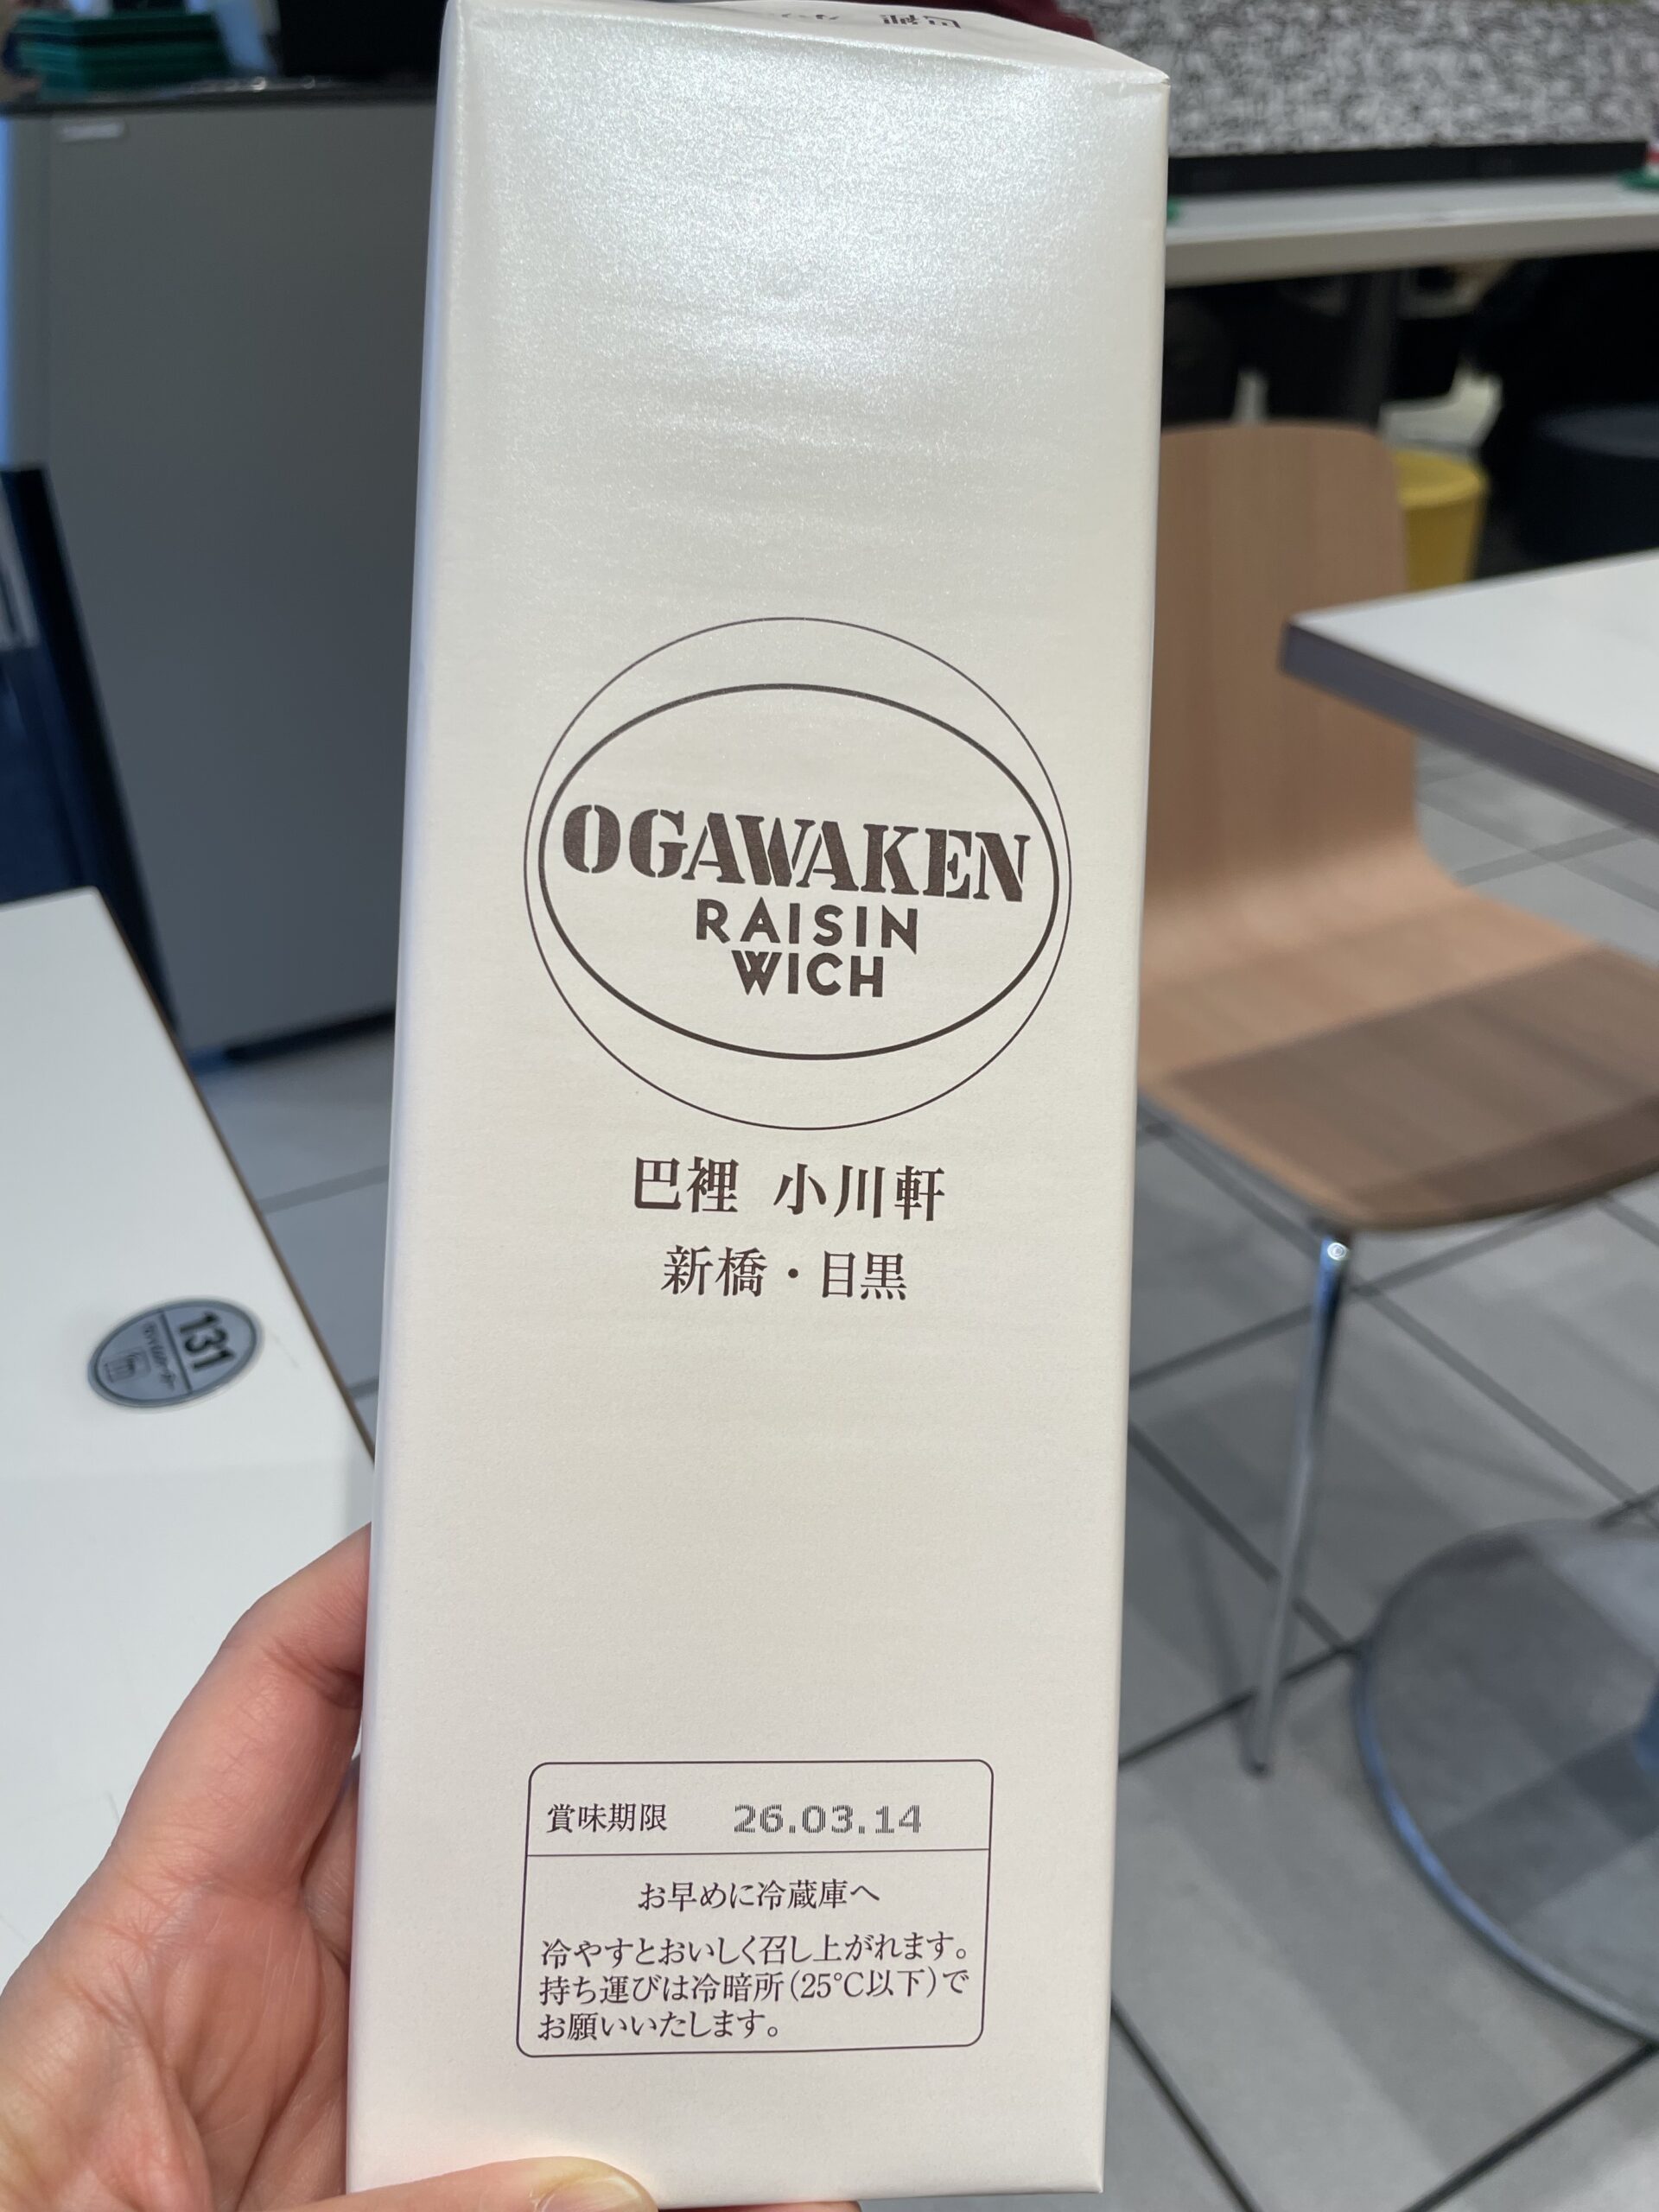 OGAWAKEN
RAISIN
WICH
巴裡 小川軒
新橋・目黒
賞味期限 26.03.14
お早めに冷蔵庫へ
冷やすとおいしく召し上がれます。
持ち運びは冷暗所(25℃以下)で
お願いいたします。
131